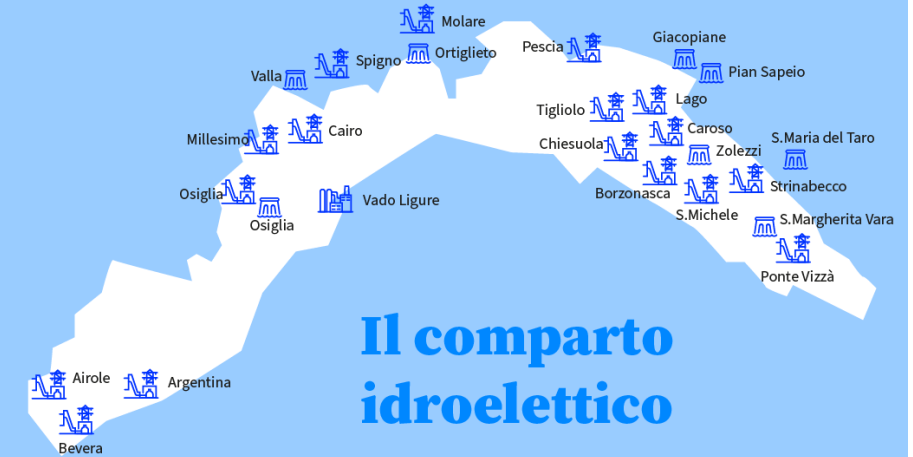 Molare
Ortiglieto
Spigno
Valla
Pescia
Giacopiane
Pian Sapeio
Tigliolo
Lago
Millesimo
Cairo
Chiesuola
Caroso
Zolezzi
S.Maria del Taro
Osiglia
Osiglia
Vado Ligure
Borzonasca
S.Michele
Strinabecco
S.Margherita Vara
Ponte Vizzà
Il comparto
idroelettico
Airole
Argentina
Bevera